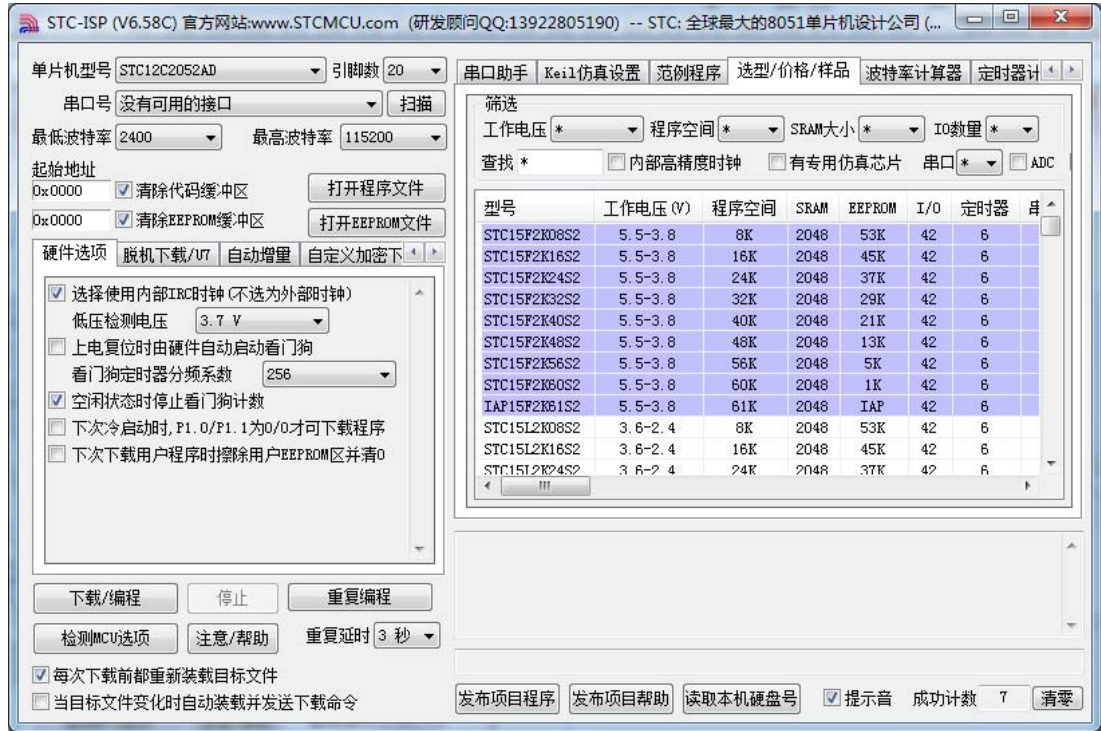 STC-ISP (V6.58C) 官方网站:www.STCMCU.com (研发顾问QQ:13922805190) -- STC: 全球最大的8051单片机设计公司 (...
单片机型号 STC12C2052AD 引脚数 20
串口号 没有可用的接口 扫描
最低波特率 2400 最高波特率 115200
起始地址
0x0000 清除代码缓冲区 打开程序文件
0x0000 清除EEPROM缓冲区 打开EEPROM文件
硬件选项 脱机下载/U7 自动增量 自定义加密下
选择使用内部IRC时钟(不选为外部时钟)
低压检测电压 3.7 V
上电复位时由硬件自动启动看门狗
看门狗定时器分频系数 256
空闲状态时停止看门狗计数
下次冷启动时,P1.0/P1.1为0/0才可下载程序
下次下载用户程序时擦除用户EEPROM区并清0
下载/编程 停止 重复编程
检测MCU选项 注意/帮助 重复延时 3 秒
每次下载前都重新装载目标文件
当目标文件变化时自动装载并发送下载命令
串口助手 Keil仿真设置 范例程序 选型/价格/样品 波特率计算器 定时器计
筛选
工作电压 * 程序空间 * SRAM大小 * IO数量 *
查找 * 内部高精度时钟 有专用仿真芯片 串口 * ADC
型号 工作电压(V) 程序空间 SRAM EEPROM I/O 定时器 串
STC15F2K08S2 5.5-3.8 8K 2048 53K 42 6
STC15F2K16S2 5.5-3.8 16K 2048 45K 42 6
STC15F2K24S2 5.5-3.8 24K 2048 37K 42 6
STC15F2K32S2 5.5-3.8 32K 2048 29K 42 6
STC15F2K40S2 5.5-3.8 40K 2048 21K 42 6
STC15F2K48S2 5.5-3.8 48K 2048 13K 42 6
STC15F2K56S2 5.5-3.8 56K 2048 5K 42 6
STC15F2K60S2 5.5-3.8 60K 2048 1K 42 6
IAP15F2K61S2 5.5-3.8 61K 2048 IAP 42 6
STC15L2K08S2 3.6-2.4 8K 2048 53K 42 6
STC15L2K16S2 3.6-2.4 16K 2048 45K 42 6
STC15L2K24S2 3.6-2.4 24K 2048 37K 42 6
发布项目程序 发布项目帮助 读取本机硬盘号 提示音 成功计数 7 清零